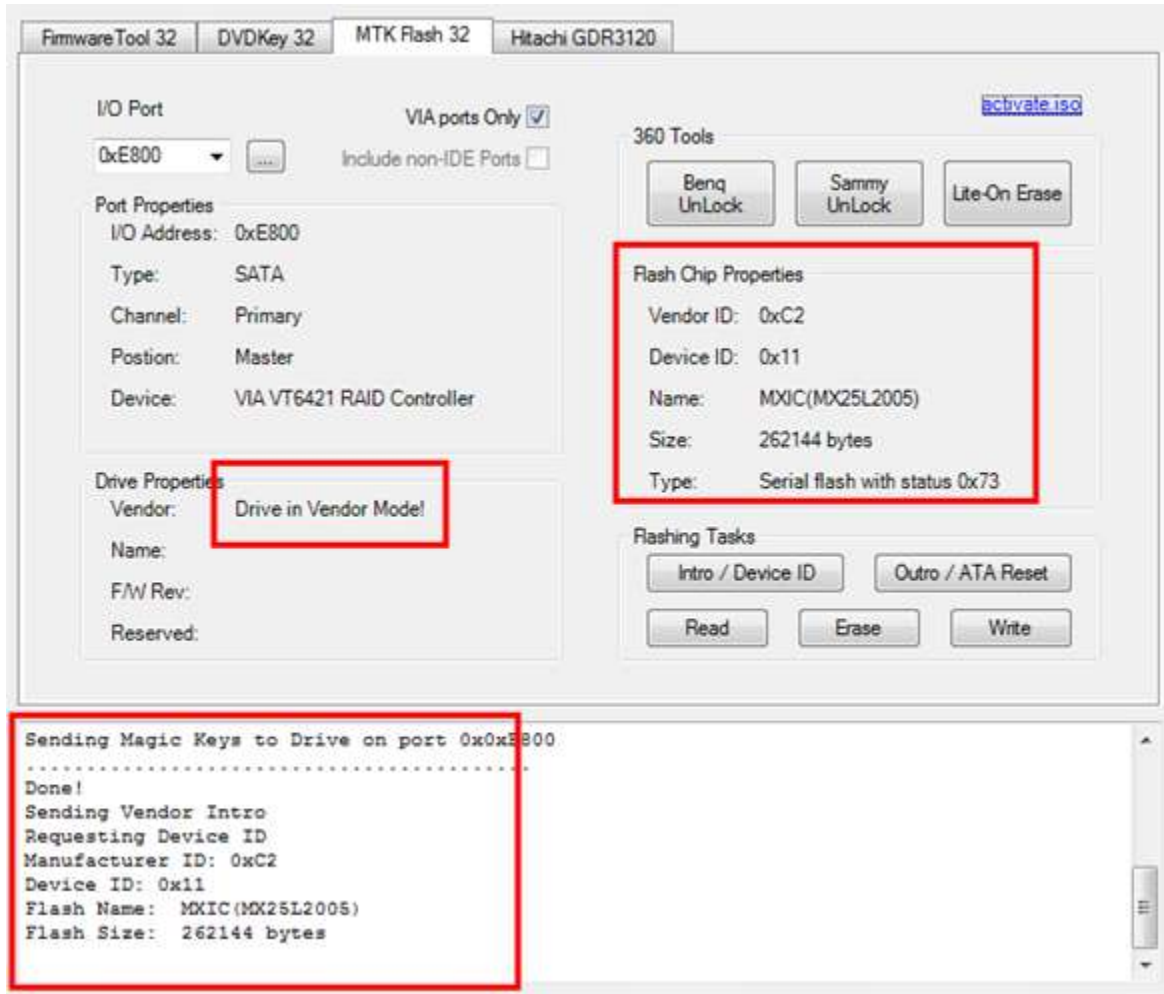 FirmwareTool 32 DVDKey 32 MTK Flash 32 Hitachi GDR3120
I/O Port
VIA ports Only
0xE800 ...
Include non-IDE Ports
Port Properties
I/O Address: 0xE800
Type: SATA
Channel: Primary
Postion: Master
Device: VIA VT6421 RAID Controller
Drive Properties
Vendor: Drive in Vendor Mode!
Name:
F/W Rev:
Reserved:
activate.iso
360 Tools
Benq UnLock
Sammy UnLock
Lite-On Erase
Flash Chip Properties
Vendor ID: 0xC2
Device ID: 0x11
Name: MXIC(MX25L2005)
Size: 262144 bytes
Type: Serial flash with status 0x73
Flashing Tasks
Intro / Device ID Outro / ATA Reset
Read Erase Write
Sending Magic Keys to Drive on port 0x0xE800
..........................................
Done!
Sending Vendor Intro
Requesting Device ID
Manufacturer ID: 0xC2
Device ID: 0x11
Flash Name: MXIC(MX25L2005)
Flash Size: 262144 bytes